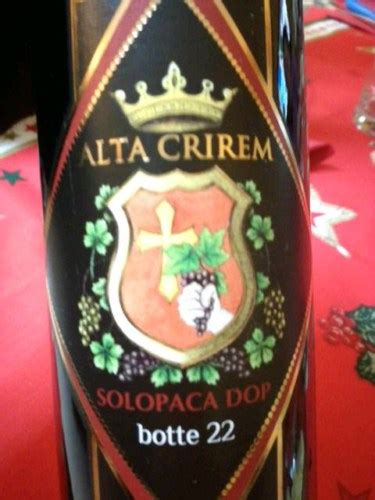 ALTA CRIREM
SOLOPACA DOP
botte 22